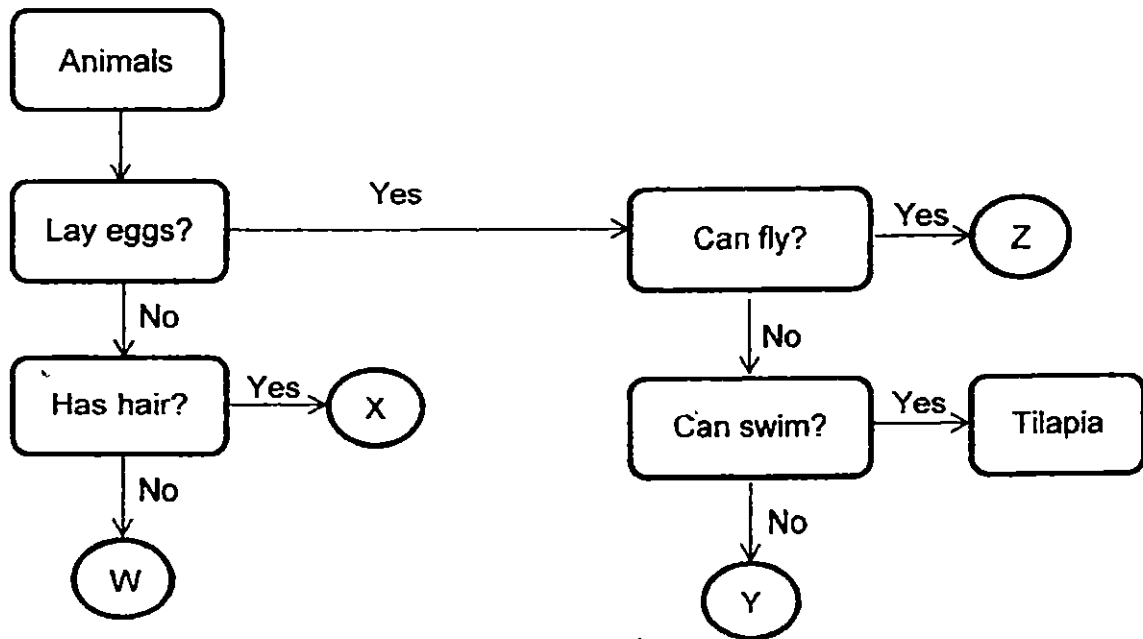 Animals
Lay eggs?
Yes
Can fly?
Yes
Z
No
No
Has hair?
Yes
X
Can swim?
Yes
Tilapia
No
No
W
Y